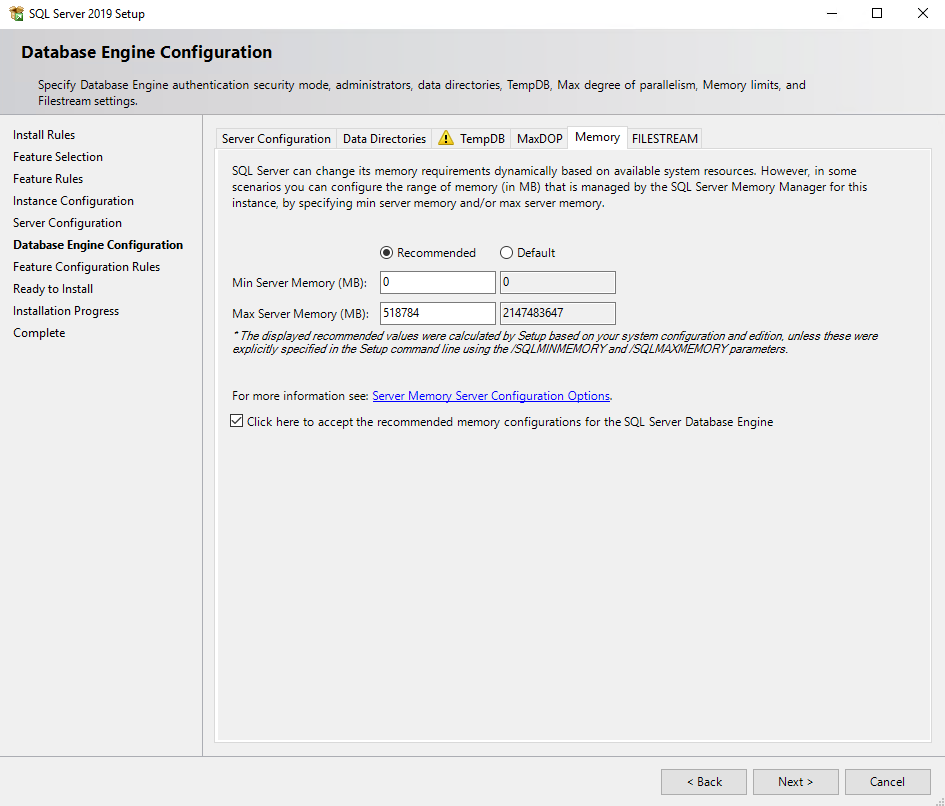 SQL Server 2019 Setup
Database Engine Configuration
Specify Database Engine authentication security mode, administrators, data directories, TempDB, Max degree of parallelism, Memory limits, and
Filestream settings.
Install Rules
Feature Selection
Feature Rules
Instance Configuration
Server Configuration
Database Engine Configuration
Feature Configuration Rules
Ready to Install
Installation Progress
Complete
Server Configuration Data Directories TempDB MaxDOP Memory FILESTREAM
SQL Server can change its memory requirements dynamically based on available system resources. However, in some
scenarios you can configure the range of memory (in MB) that is managed by the SQL Server Memory Manager for this
instance, by specifying min server memory and/or max server memory.
Recommended Default
Min Server Memory (MB): 0 0
Max Server Memory (MB): 518784 2147483647
* The displayed recommended values were calculated by Setup based on your system configuration and edition, unless these were
explicitly specified in the Setup command line using the /SQLMINMEMORY and /SQLMAXMEMORY parameters.
For more information see: Server Memory Server Configuration Options.
Click here to accept the recommended memory configurations for the SQL Server Database Engine
< Back Next > Cancel